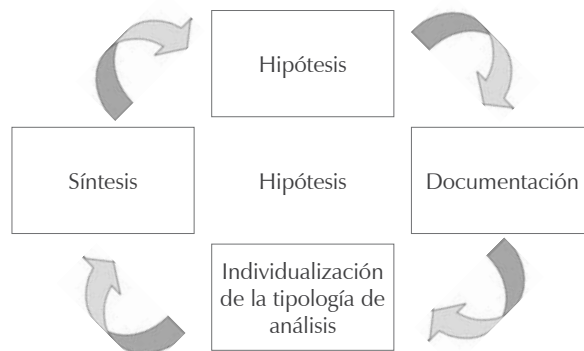 Hipótesis
Síntesis
Hipótesis
Documentación
Individualización
de la tipología de
análisis